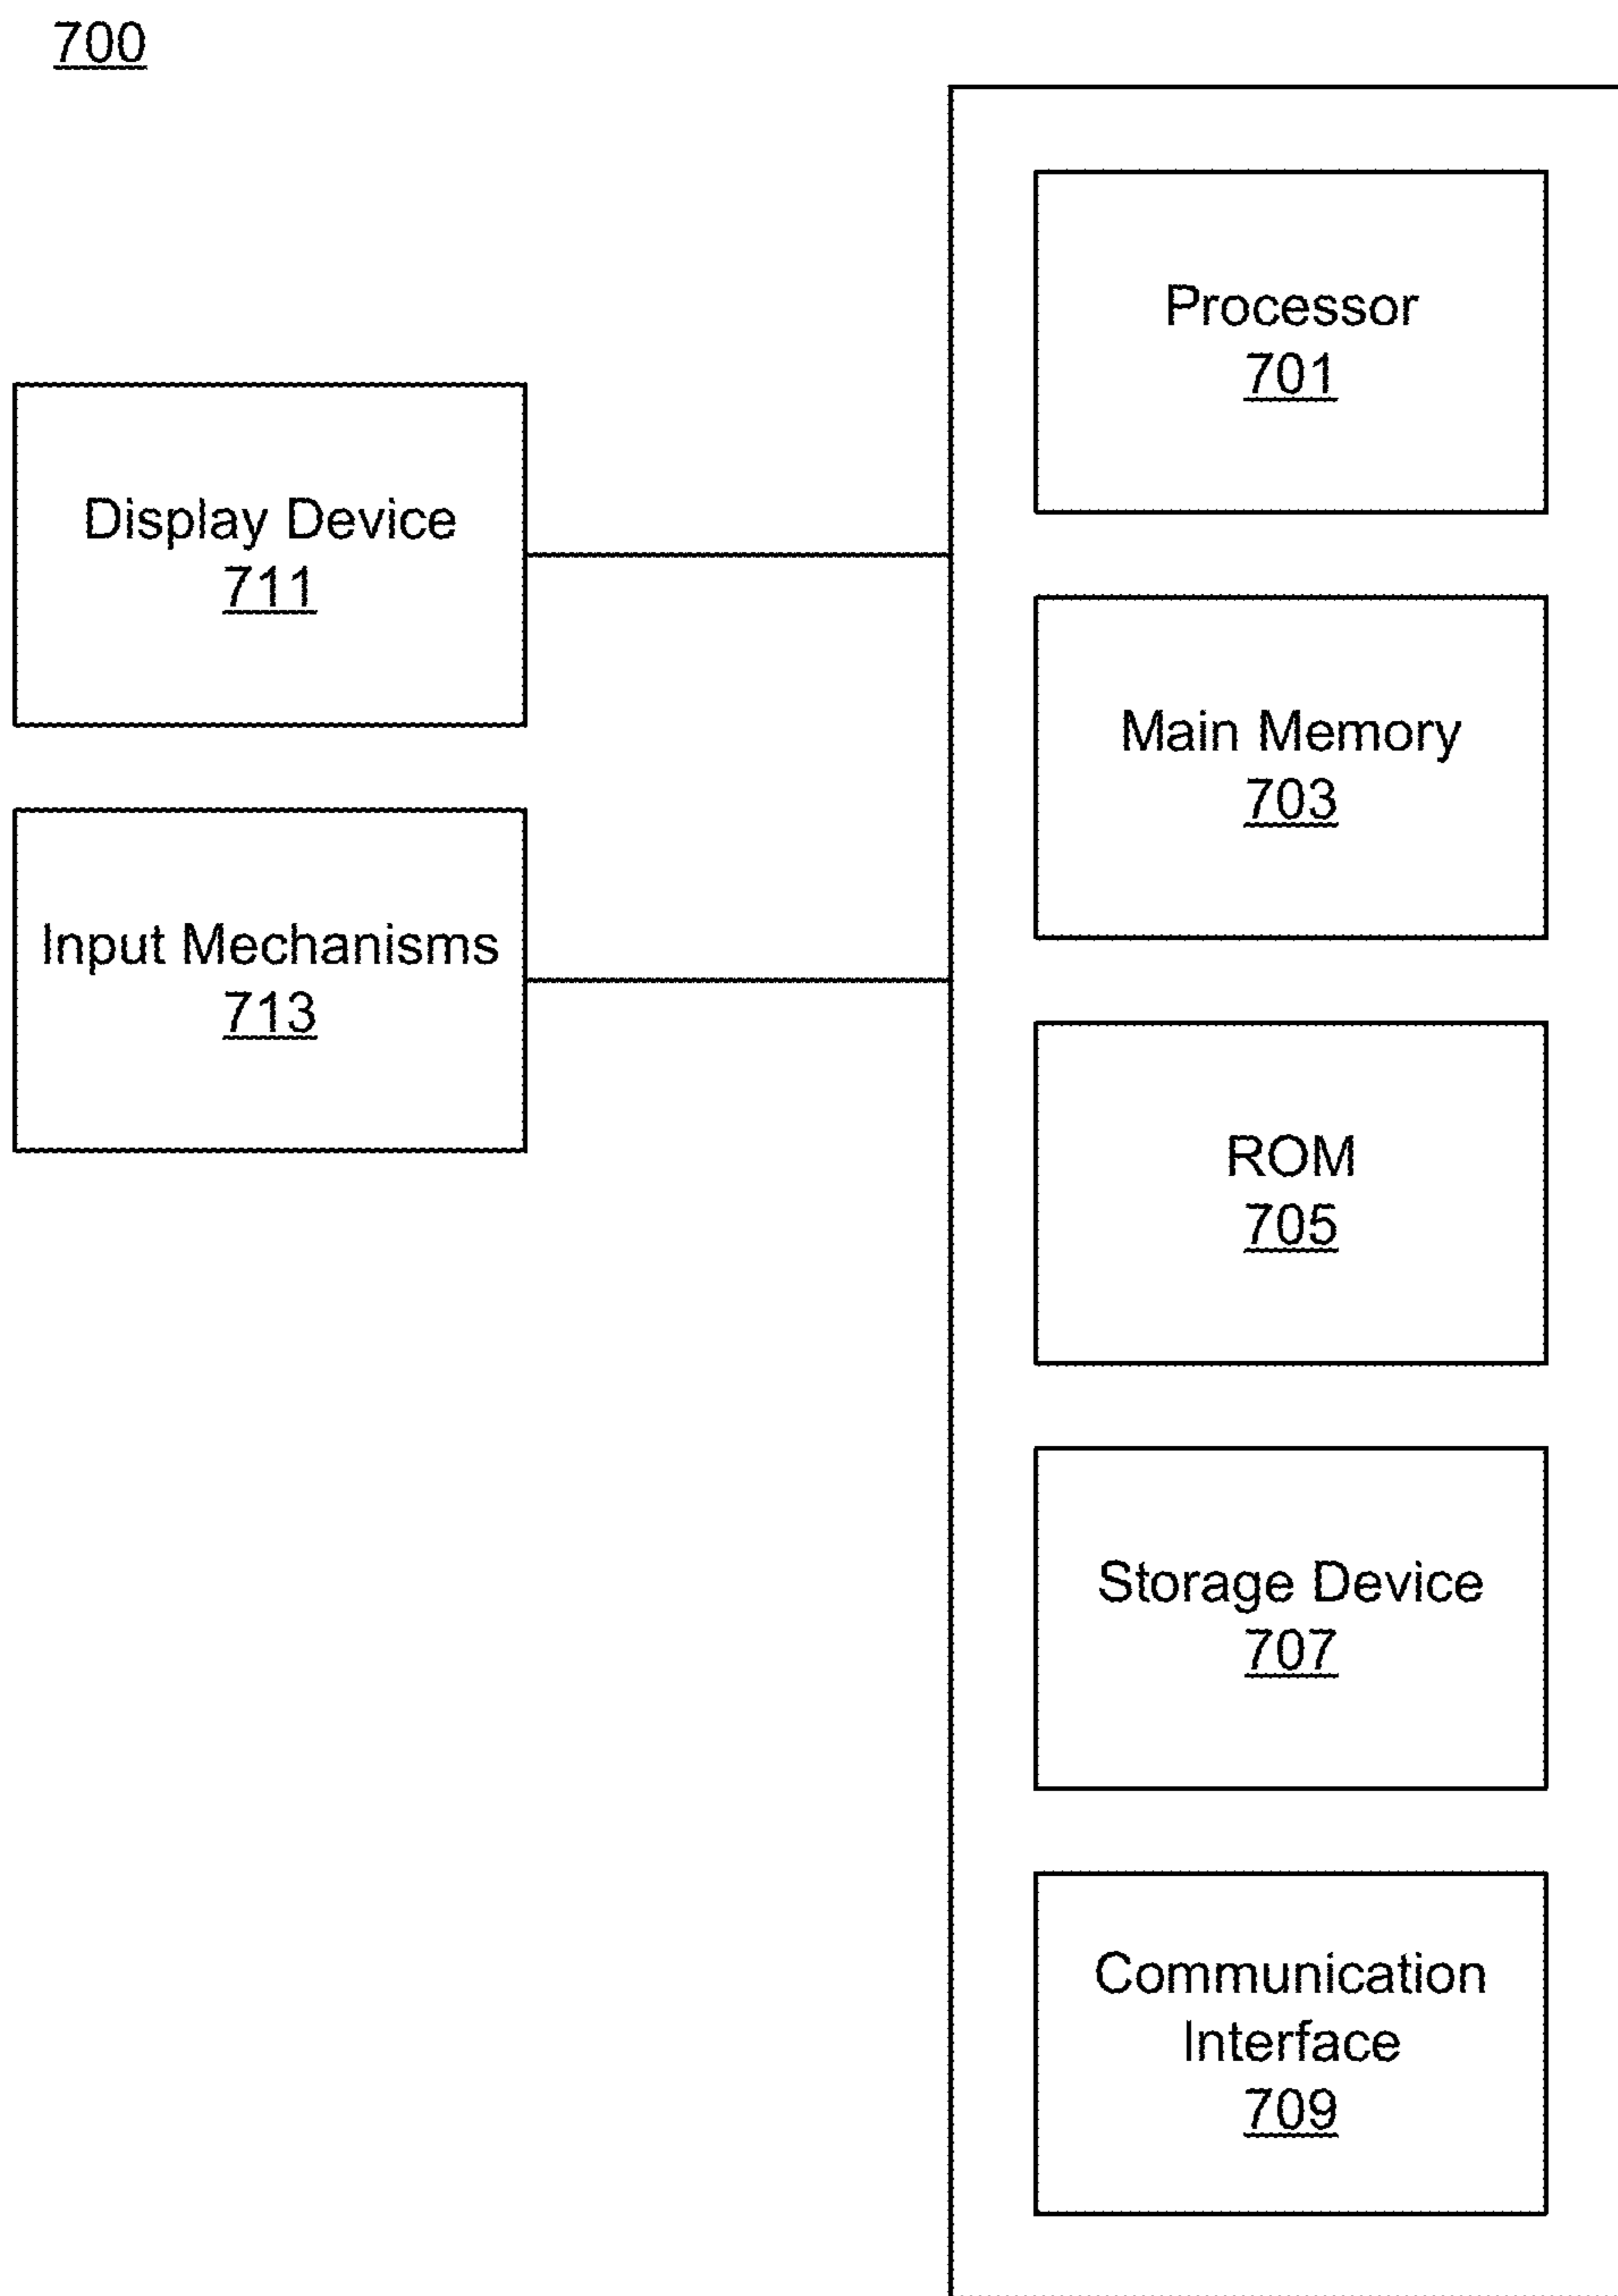 700
Display Device
711
Input Mechanisms
713
Processor
701
Main Memory
703
ROM
705
Storage Device
707
Communication
Interface
709